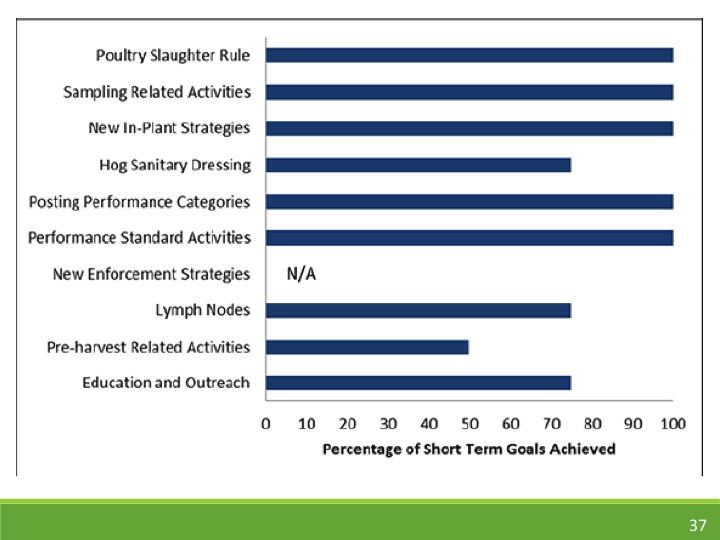 Poultry Slaughter Rule
Sampling Related Activities
New In-Plant Strategies
Hog Sanitary Dressing
Posting Performance Categories
Performance Standard Activities
New Enforcement Strategies N/A
Lymph Nodes
Pre-harvest Related Activities
Education and Outreach
0 10 20 30 40 50 60 70 80 90 100
Percentage of Short Term Goals Achieved
37